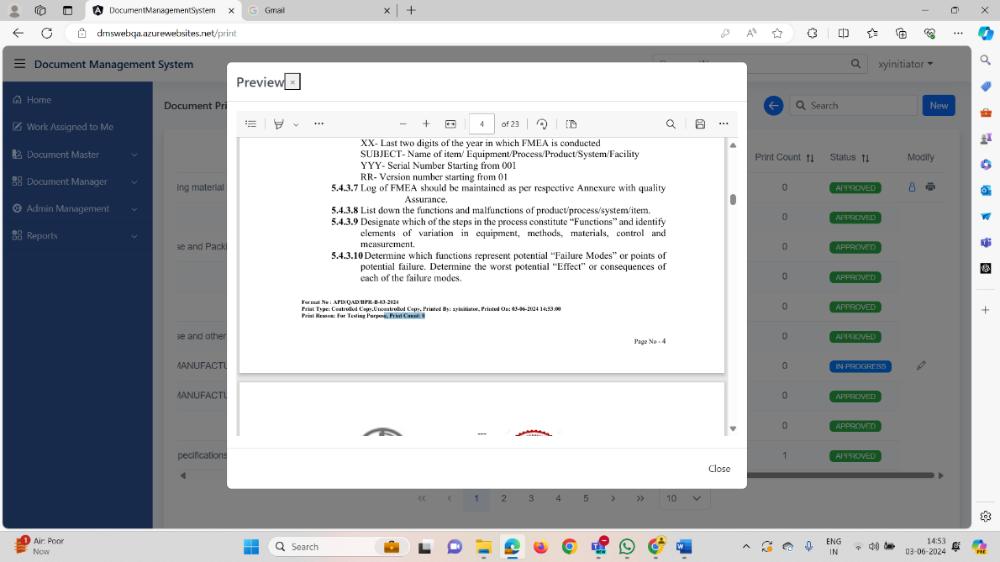 DocumentManagementSystem
Gmail
dmswebqa.azurewebsites.net/print
Document Management System
xyinitiator
Home
Work Assigned to Me
Document Master
Document Manager
Admin Management
Reports
Document Pri
Search
New
Print Count
Status
Modify
ing material
0
APPROVED
0
APPROVED
se and Packi
0
APPROVED
0
APPROVED
0
APPROVED
se and other
0
APPROVED
MANUFACTU
0
IN-PROGRESS
MANUFACTU
0
APPROVED
0
APPROVED
pecifications
1
APPROVED
1
2
3
4
5
10
Preview
4
of 23
XX- Last two digits of the year in which FMEA is conducted
SUBJECT- Name of item/ Equipment/Process/Product/System/Facility
YYY- Serial Number Starting from 001
RR- Version number starting from 01
5.4.3.7 Log of FMEA should be maintained as per respective Annexure with quality
Assurance.
5.4.3.8 List down the functions and malfunctions of product/process/system/item.
5.4.3.9 Designate which of the steps in the process constitute “Functions” and identify
elements of variation in equipment, methods, materials, control and
measurement.
5.4.3.10 Determine which functions represent potential “Failure Modes” or points of
potential failure. Determine the worst potential “Effect” or consequences of
each of the failure modes.
Format No : APD/QAD/BPR-B-03-2024
Print Type: Controlled Copy,Uncontrolled Copy, Printed By: xyinitiator, Printed On: 03-06-2024 14:53:00
Print Reason: For Testing Purpose, Print Count: 0
Page No - 4
Close
Air: Poor
Now
Search
ENG
IN
14:53
03-06-2024